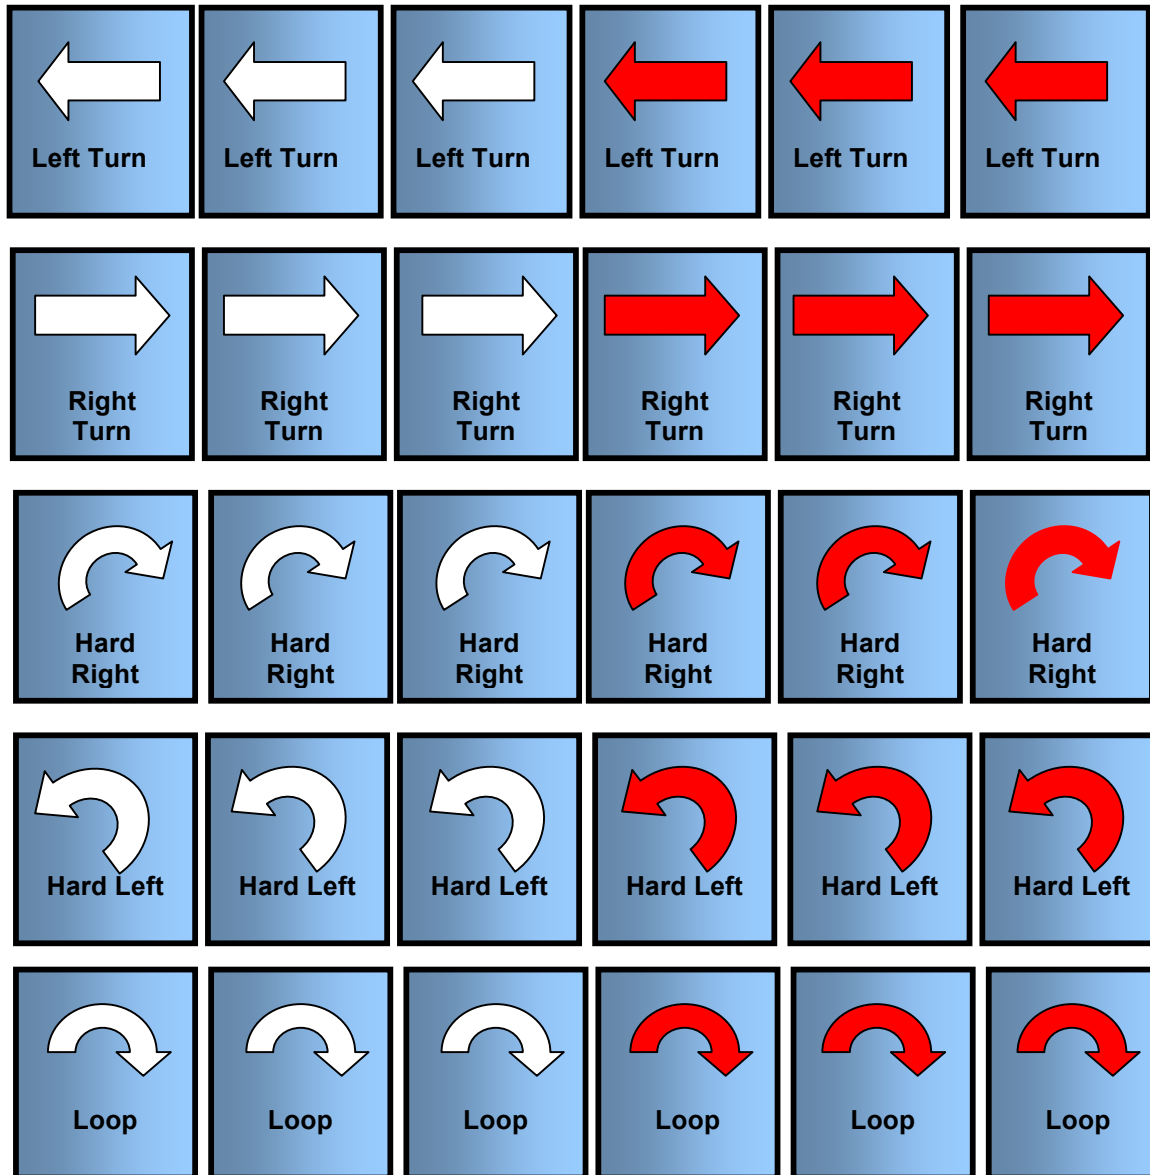 Left Turn Left Turn Left Turn Left Turn Left Turn Left Turn
Right Right Right Right Right Right
Turn Turn Turn Turn Turn Turn
Hard Hard Hard Hard Hard Hard
Right Right Right Right Right Right
Hard Left Hard Left Hard Left Hard Left Hard Left Hard Left
Loop Loop Loop Loop Loop Loop